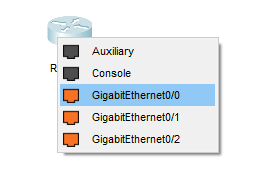 Auxiliary
R
Console
GigabitEthernet0/0
GigabitEthernet0/1
GigabitEthernet0/2